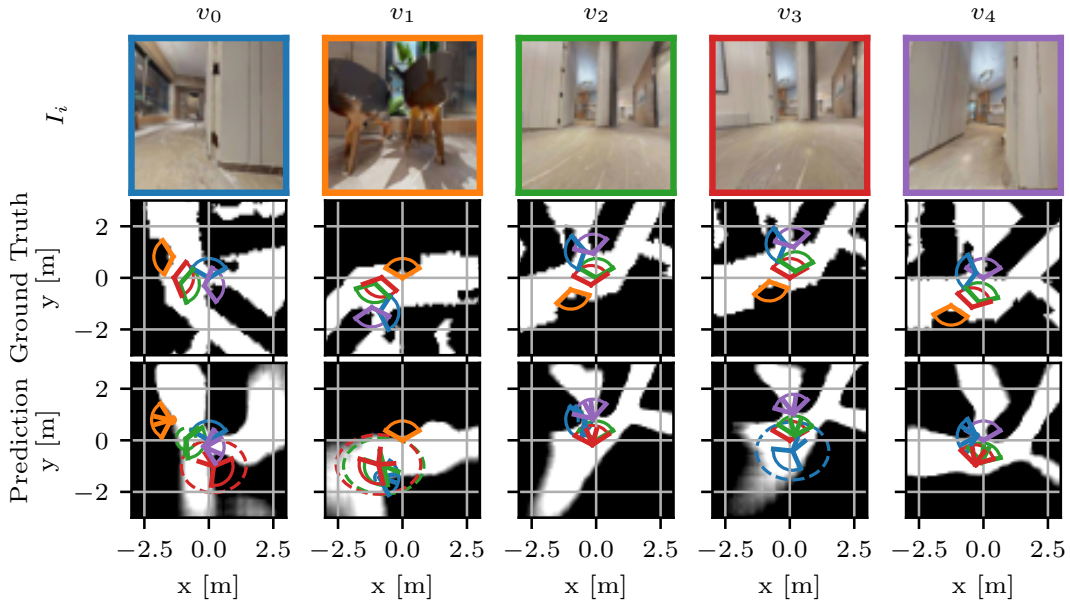 v0 v1 v2 v3 v4
Ii
Ground Truth
y [m]
2
0
−2
Prediction
y [m]
2
0
−2
−2.5 0.0 2.5 −2.5 0.0 2.5 −2.5 0.0 2.5 −2.5 0.0 2.5 −2.5 0.0 2.5
x [m] x [m] x [m] x [m] x [m]